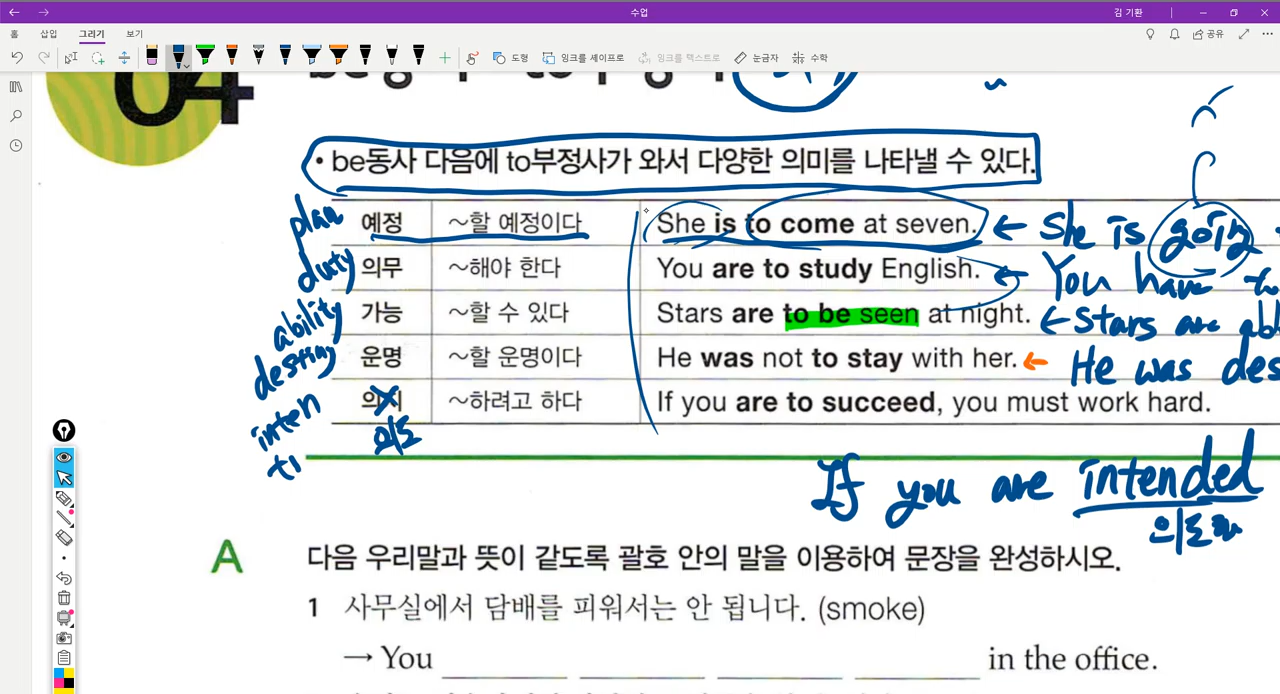 수업
김 기환
홈 삽입 그리기 보기
도형 잉크를 셰이프로 잉크를 텍스트로 눈금자 수학 공유
04
• be동사 다음에 to부정사가 와서 다양한 의미를 나타낼 수 있다.
plan 예정 ~할 예정이다 She is to come at seven. ← She is going
duty 의무 ~해야 한다 You are to study English. ← You have to
ability 가능 ~할 수 있다 Stars are to be seen at night. ← Stars are abl
destiny 운명 ~할 운명이다 He was not to stay with her. ← He was des
inten 의지 ~하려고 하다 If you are to succeed, you must work hard.
의도
If you are intended
A 다음 우리말과 뜻이 같도록 괄호 안의 말을 이용하여 문장을 완성하시오.
1 사무실에서 담배를 피워서는 안 됩니다. (smoke)
→ You ________ ________ ________ ________ in the office.